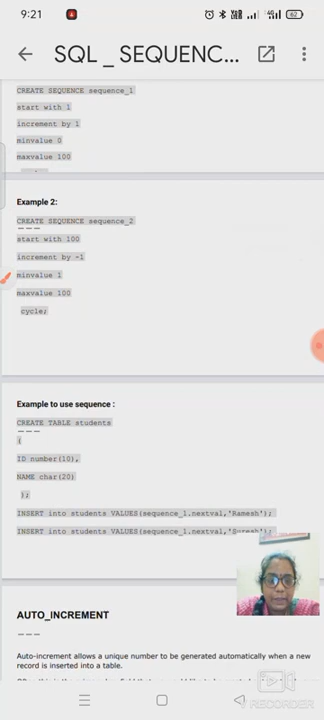 9:21
62
SQL _ SEQUENC...
CREATE SEQUENCE sequence_1
start with 1
increment by 1
minvalue 0
maxvalue 100
Example 2:
CREATE SEQUENCE sequence_2
start with 100
increment by -1
minvalue 1
maxvalue 100
cycle;
Example to use sequence :
CREATE TABLE students
(
ID number(10),
NAME char(20)
);
INSERT into students VALUES(sequence_1.nextval,'Ramesh');
INSERT into students VALUES(sequence_1.nextval,'Suresh');
AUTO_INCREMENT
Auto-increment allows a unique number to be generated automatically when a new
record is inserted into a table.
RECORDER